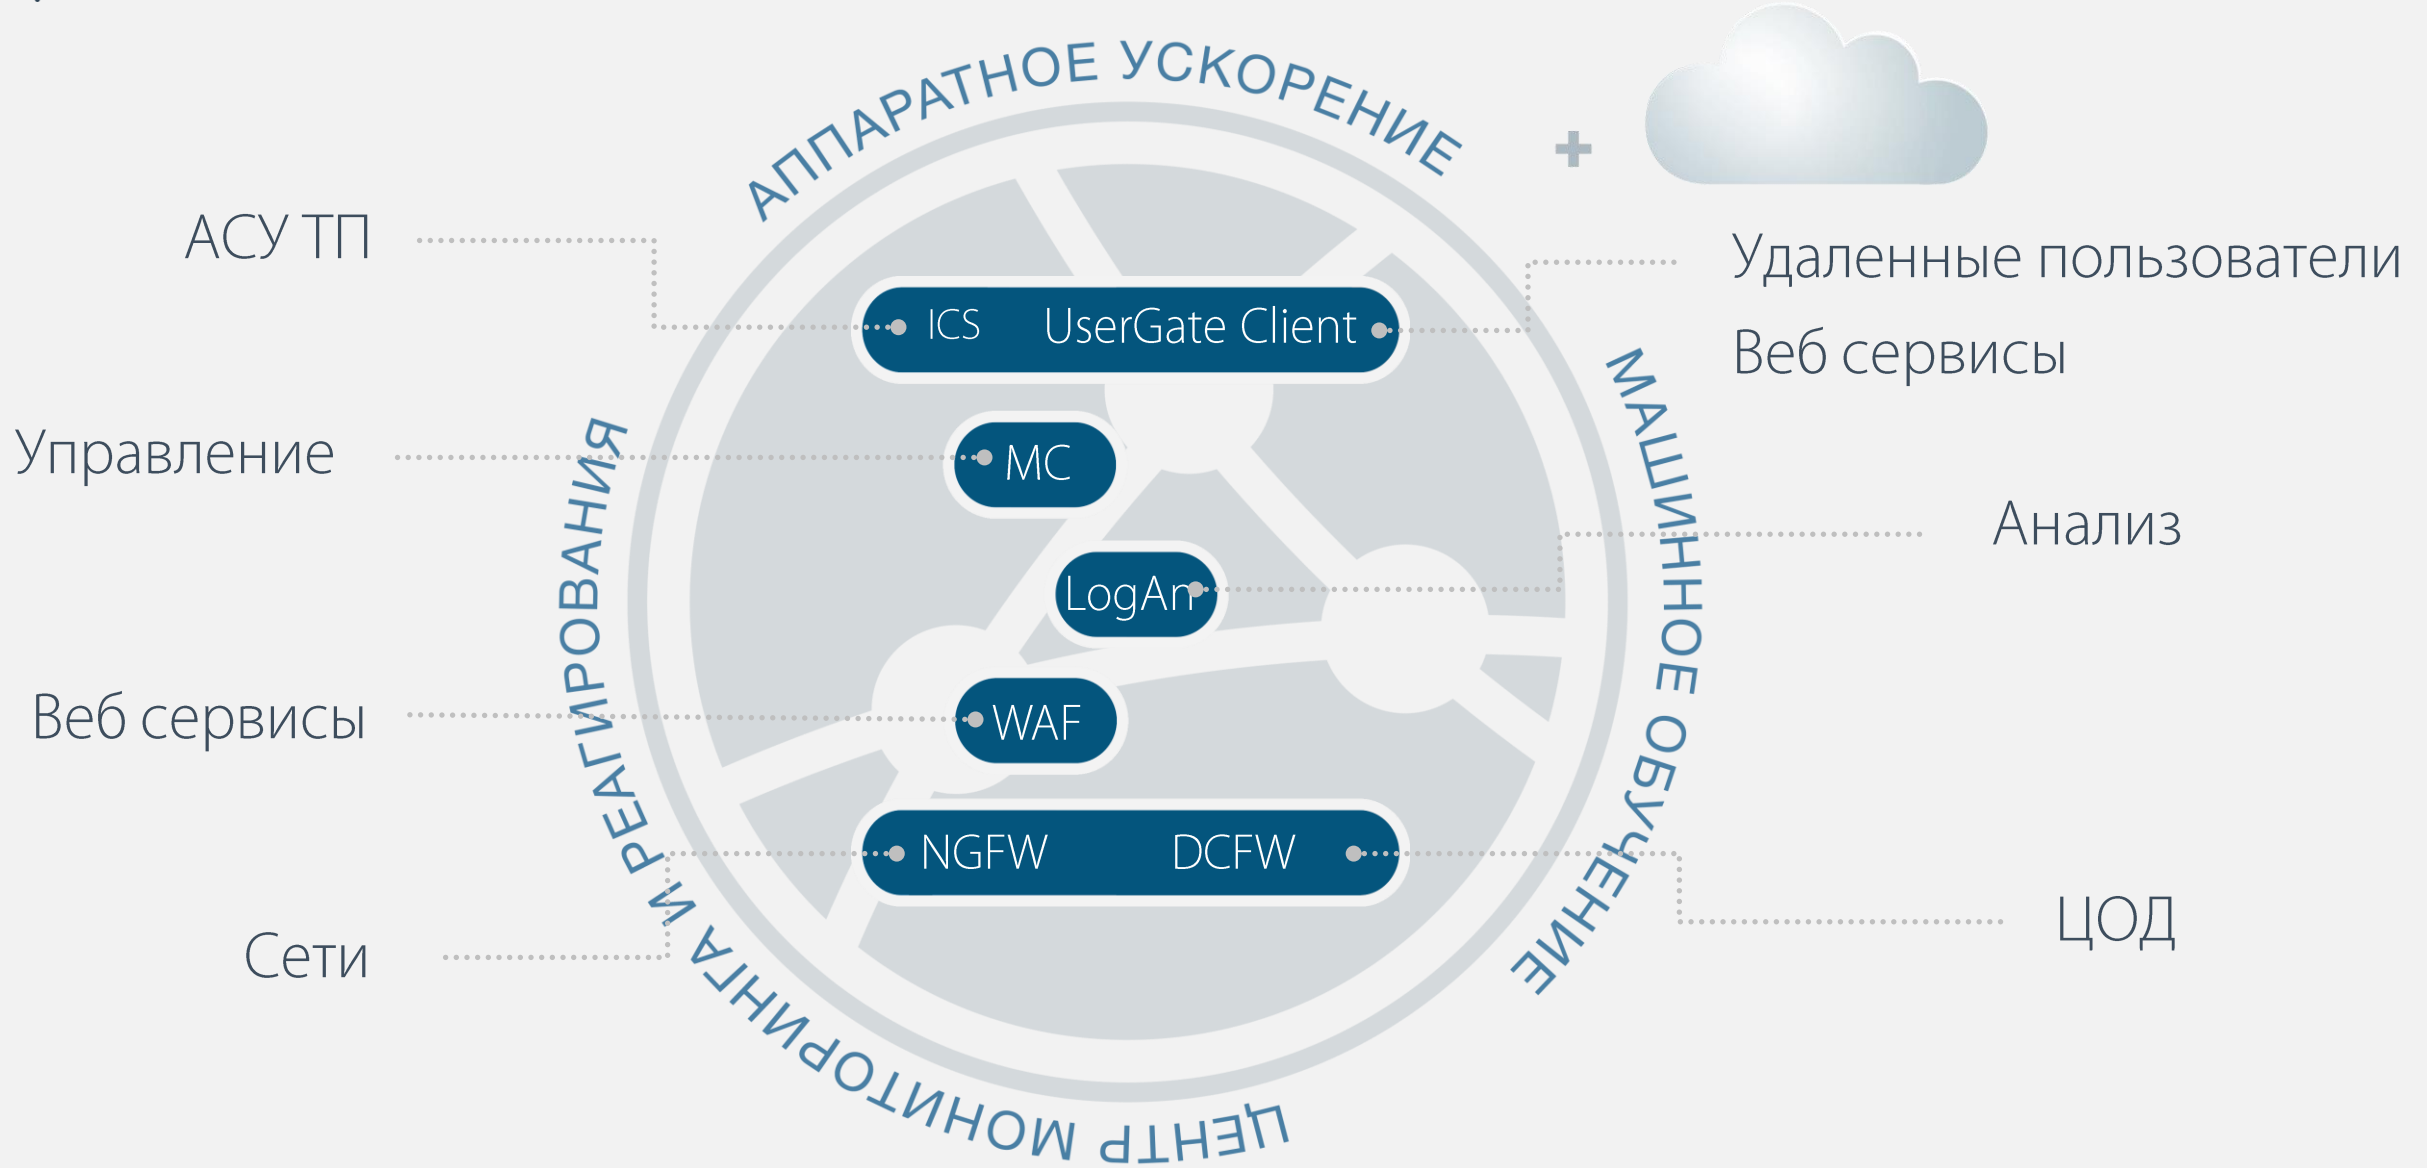 АППАРАТНОЕ УСКОРЕНИЕ
АСУ ТП
Удаленные пользователи
ICS UserGate Client
Веб сервисы
МАШИННОЕ ОБУЧЕНИЕ
Управление
MC
Анализ
LogAn
Веб сервисы
WAF
NGFW DCFW
ЦОД
Сети
ЦЕНТР МОНИТОРИНГА И РЕАГИРОВАНИЯ